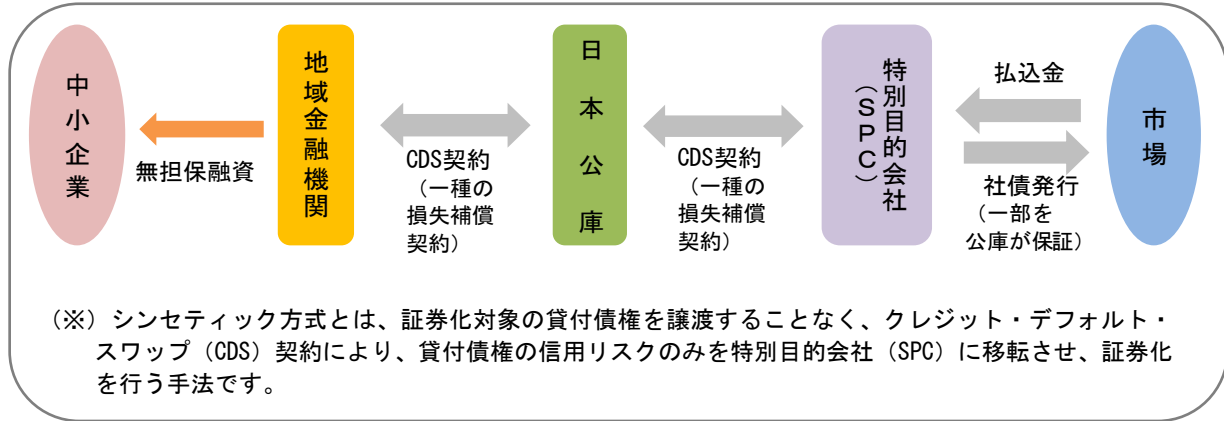 中小企業
無担保融資
地域金融機関
CDS契約
（一種の
損失補償
契約）
日本公庫
CDS契約
（一種の
損失補償
契約）
特別目的会社
（ＳＰＣ）
払込金
社債発行
（一部を
公庫が保証）
市場
（※）シンセティック方式とは、証券化対象の貸付債権を譲渡することなく、クレジット・デフォルト・
スワップ（CDS）契約により、貸付債権の信用リスクのみを特別目的会社（SPC）に移転させ、証券化
を行う手法です。